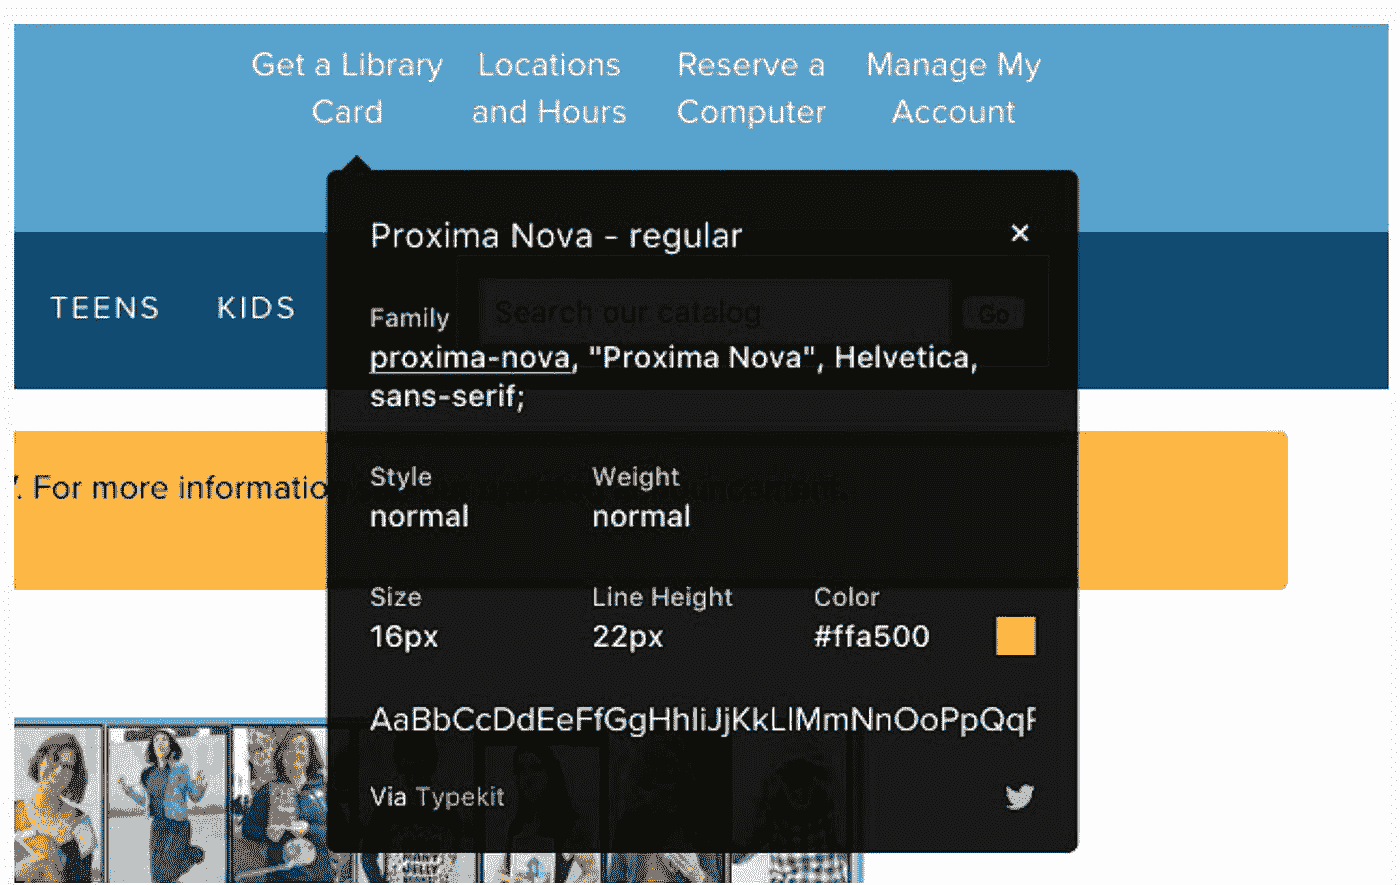 Get a Library Card
Locations and Hours
Reserve a Computer
Manage My Account
Proxima Nova - regular
×
TEENS
KIDS
Search our catalog
Go
Family
proxima-nova, "Proxima Nova", Helvetica,
sans-serif;
. For more information
Style
Weight
normal
normal
Size
Line Height
Color
16px
22px
#ffa500
AaBbCcDdEeFfGgHhIiJjKkLlMmNnOoPpQq
Via Typekit